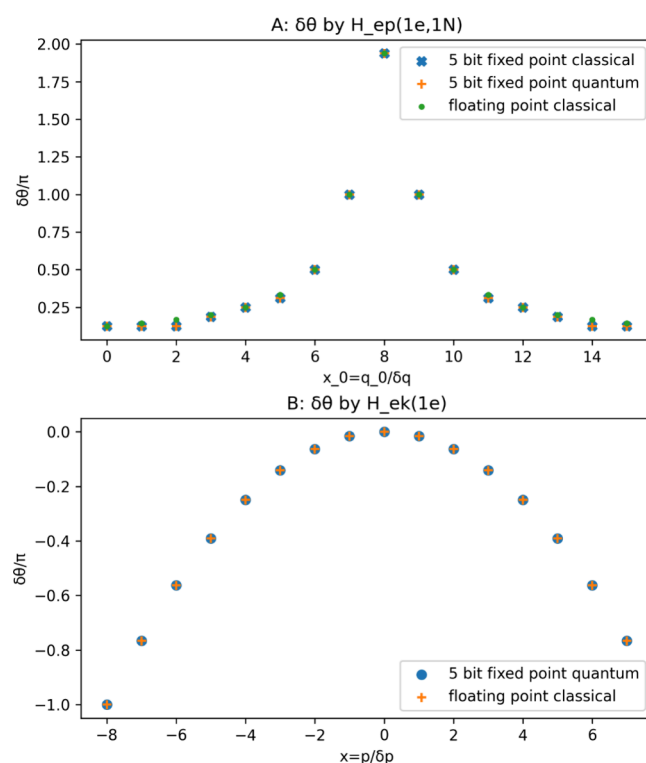 A: δθ by H_ep(1e,1N)
2.00
1.75
1.50
1.25
1.00
0.75
0.50
0.25
δθ/π
5 bit fixed point classical
5 bit fixed point quantum
floating point classical
0 2 4 6 8 10 12 14
x_0=q_0/δq
B: δθ by H_ek(1e)
0.0
−0.2
−0.4
−0.6
−0.8
−1.0
δθ/π
5 bit fixed point quantum
floating point classical
−8 −6 −4 −2 0 2 4 6
x=p/δp